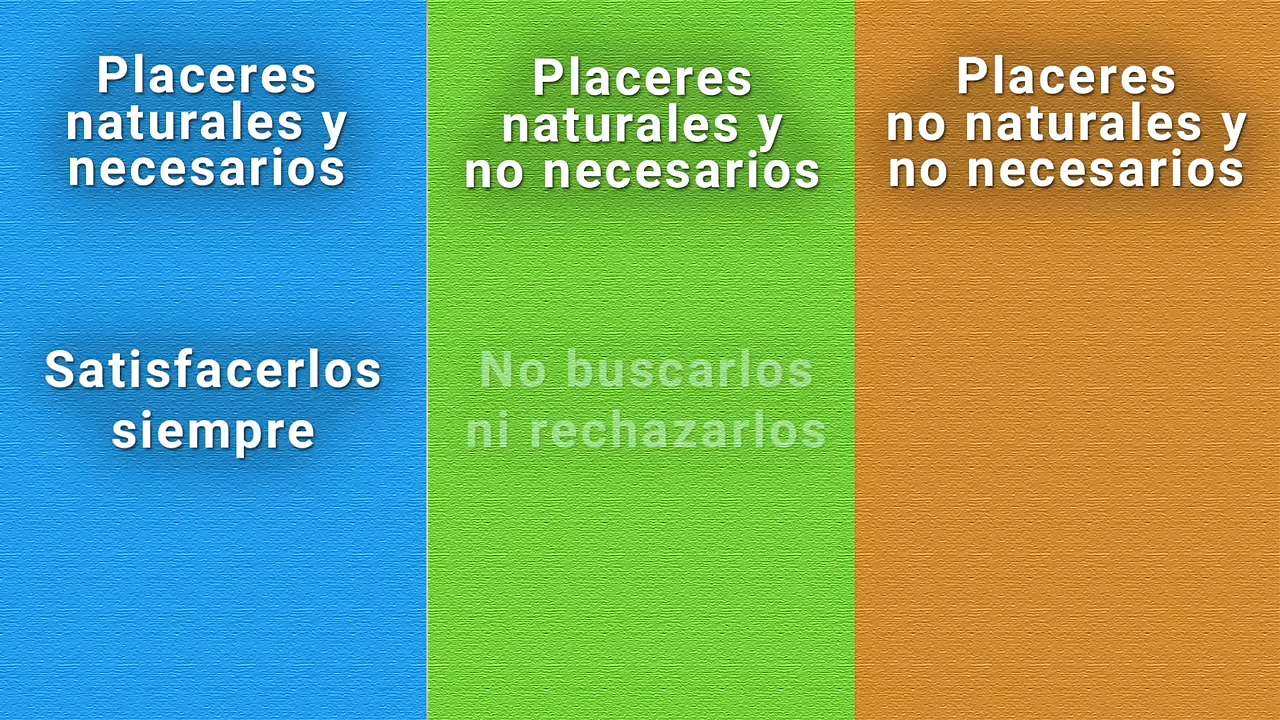 Placeres
naturales y
necesarios
Satisfacerlos
siempre
Placeres
naturales y
no necesarios
No buscarlos
ni rechazarlos
Placeres
no naturales y
no necesarios